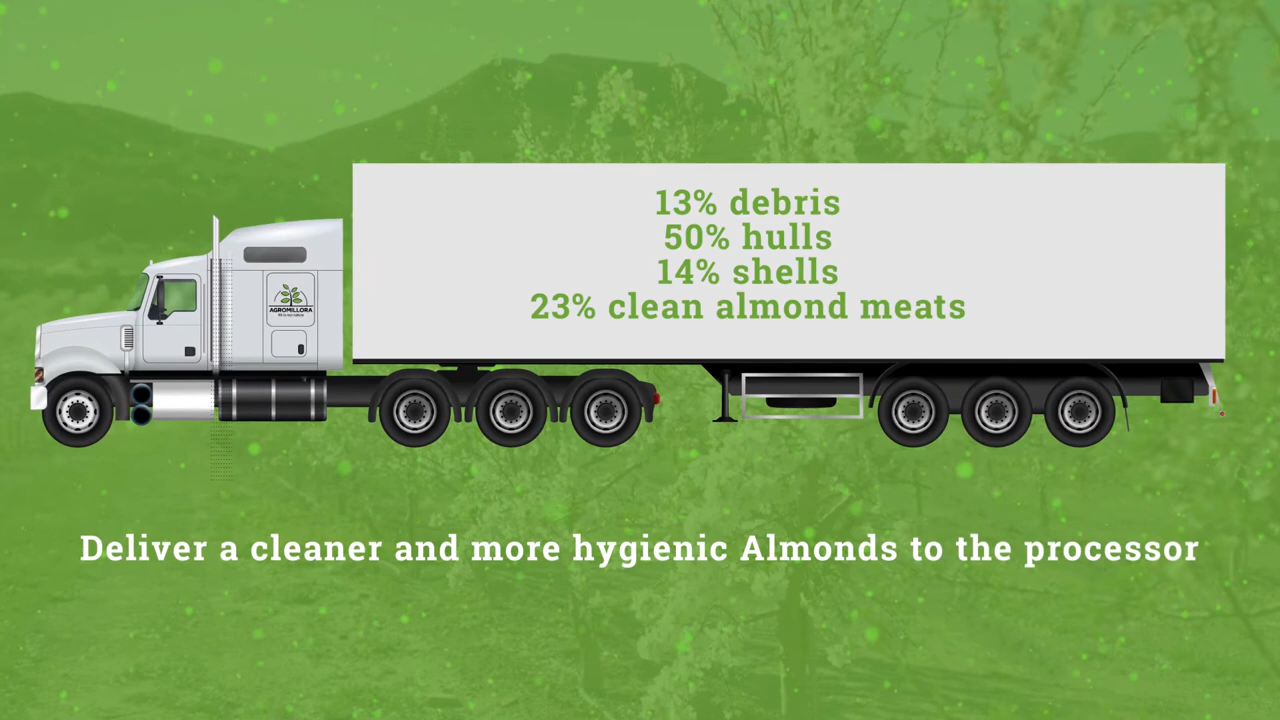 13% debris
50% hulls
14% shells
23% clean almond meats
AGROMILLORA
Deliver a cleaner and more hygienic Almonds to the processor